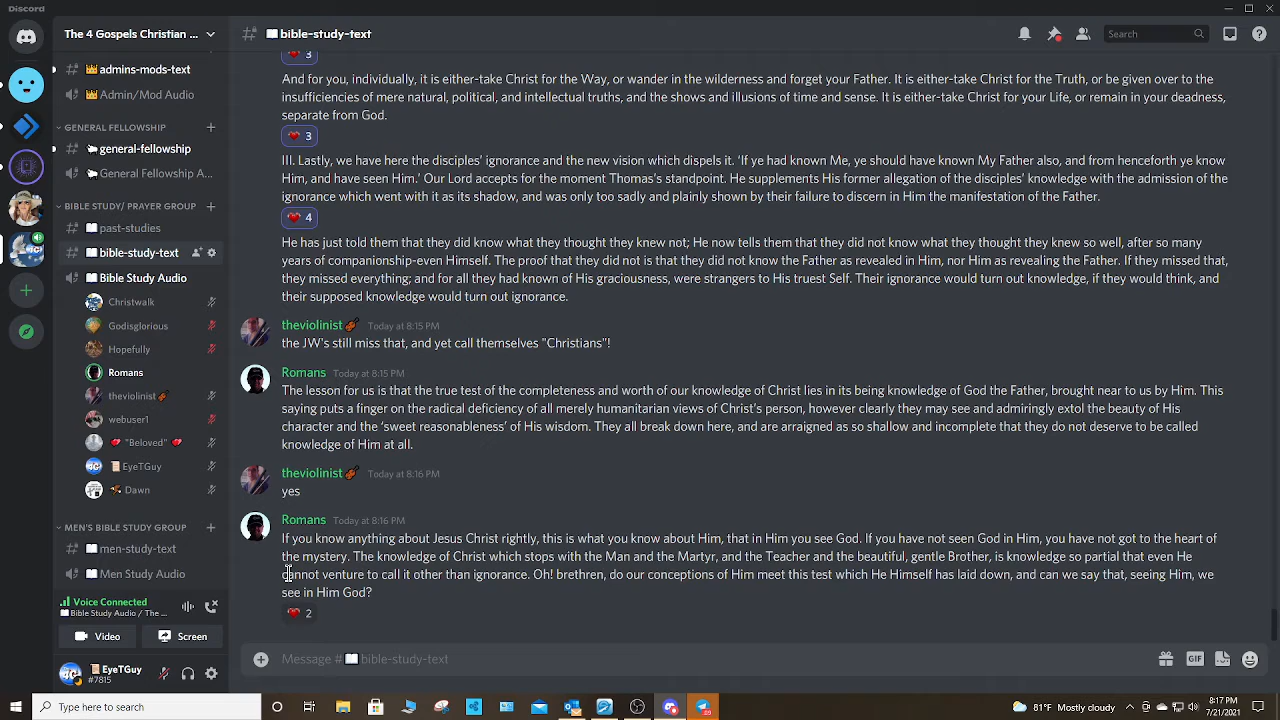 Discord
The 4 Gospels Christian ...
bible-study-text
Search
admins-mods-text
Admin/Mod Audio
GENERAL FELLOWSHIP
general-fellowship
General Fellowship A...
BIBLE STUDY/ PRAYER GROUP
past-studies
bible-study-text
Bible Study Audio
Christwalk
Godisglorious
Hopefully
Romans
theviolinist
webuser1
"Beloved"
EyeTGuy
Dawn
MEN'S BIBLE STUDY GROUP
men-study-text
Men Study Audio
Voice Connected
Bible Study Audio / The ...
Video
Screen
EyeTGuy
#7815
3
And for you, individually, it is either-take Christ for the Way, or wander in the wilderness and forget your Father. It is either-take Christ for the Truth, or be given over to the
insufficiencies of mere natural, political, and intellectual truths, and the shows and illusions of time and sense. It is either-take Christ for your Life, or remain in your deadness,
separate from God.
3
III. Lastly, we have here the disciples' ignorance and the new vision which dispels it. 'If ye had known Me, ye should have known My Father also, and from henceforth ye know
Him, and have seen Him.' Our Lord accepts for the moment Thomas's standpoint. He supplements His former allegation of the disciples' knowledge with the admission of the
ignorance which went with it as its shadow, and was only too sadly and plainly shown by their failure to discern in Him the manifestation of the Father.
4
He has just told them that they did know what they thought they knew not; He now tells them that they did not know what they thought they knew so well, after so many
years of companionship-even Himself. The proof that they did not is that they did not know the Father as revealed in Him, nor Him as revealing the Father. If they missed that,
they missed everything; and for all they had known of His graciousness, were strangers to His truest Self. Their ignorance would turn out knowledge, if they would think, and
their supposed knowledge would turn out ignorance.
theviolinist Today at 8:15 PM
the JW's still miss that, and yet call themselves "Christians"!
Romans Today at 8:15 PM
The lesson for us is that the true test of the completeness and worth of our knowledge of Christ lies in its being knowledge of God the Father, brought near to us by Him. This
saying puts a finger on the radical deficiency of all merely humanitarian views of Christ's person, however clearly they may see and admiringly extol the beauty of His
character and the 'sweet reasonableness' of His wisdom. They all break down here, and are arraigned as so shallow and incomplete that they do not deserve to be called
knowledge of Him at all.
theviolinist Today at 8:16 PM
yes
Romans Today at 8:16 PM
If you know anything about Jesus Christ rightly, this is what you know about Him, that in Him you see God. If you have not seen God in Him, you have not got to the heart of
the mystery. The knowledge of Christ which stops with the Man and the Martyr, and the Teacher and the beautiful, gentle Brother, is knowledge so partial that even He
cannot venture to call it other than ignorance. Oh! brethren, do our conceptions of Him meet this test which He Himself has laid down, and can we say that, seeing Him, we
see in Him God?
2
Message # bible-study-text
GIF
Type here to search
81°F Mostly cloudy
8:17 PM
7/21/2021